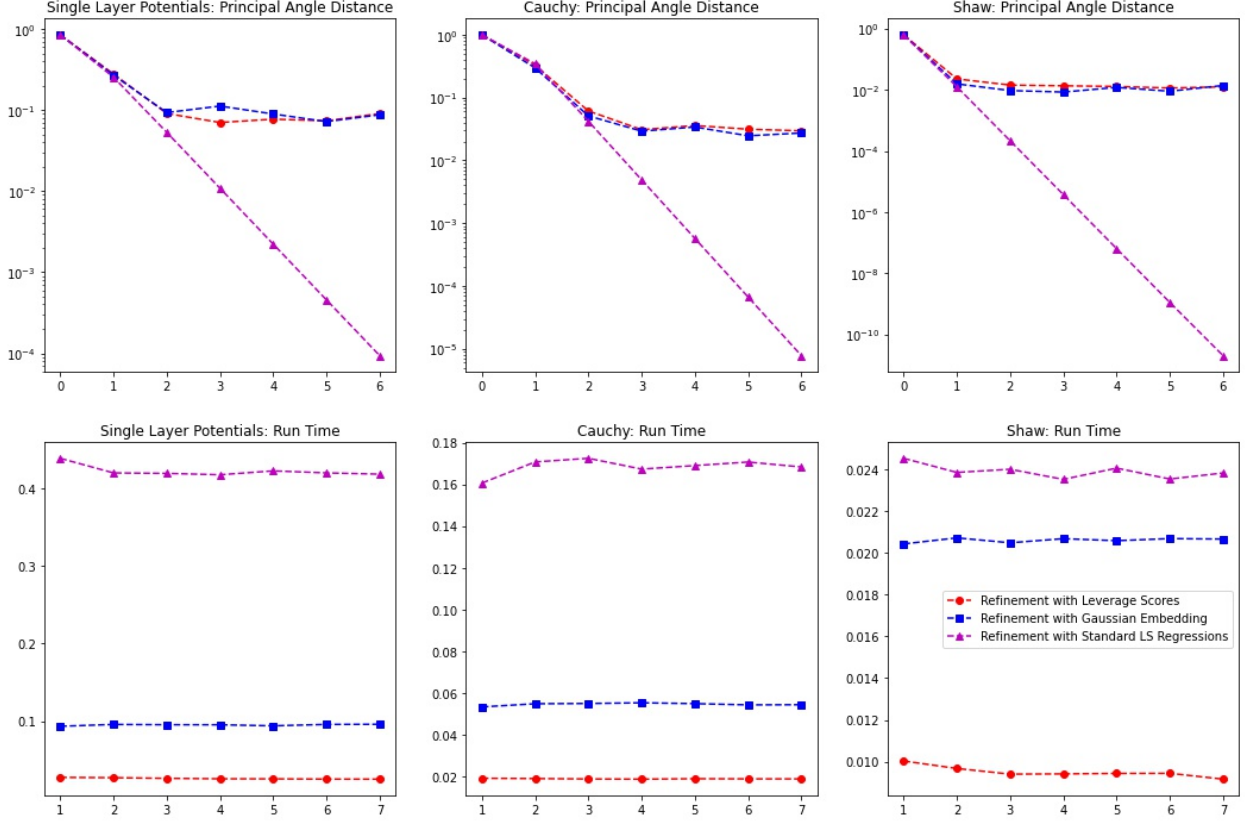 Single Layer Potentials: Principal Angle Distance
10⁰
10⁻¹
10⁻²
10⁻³
10⁻⁴
0 1 2 3 4 5 6
Cauchy: Principal Angle Distance
10⁰
10⁻¹
10⁻²
10⁻³
10⁻⁴
10⁻⁵
0 1 2 3 4 5 6
Shaw: Principal Angle Distance
10⁰
10⁻²
10⁻⁴
10⁻⁶
10⁻⁸
10⁻¹⁰
0 1 2 3 4 5 6
Single Layer Potentials: Run Time
0.4
0.3
0.2
0.1
1 2 3 4 5 6 7
Cauchy: Run Time
0.18
0.16
0.14
0.12
0.10
0.08
0.06
0.04
0.02
1 2 3 4 5 6 7
Shaw: Run Time
0.024
0.022
0.020
0.018
0.016
0.014
0.012
0.010
Refinement with Leverage Scores
Refinement with Gaussian Embedding
Refinement with Standard LS Regressions
1 2 3 4 5 6 7